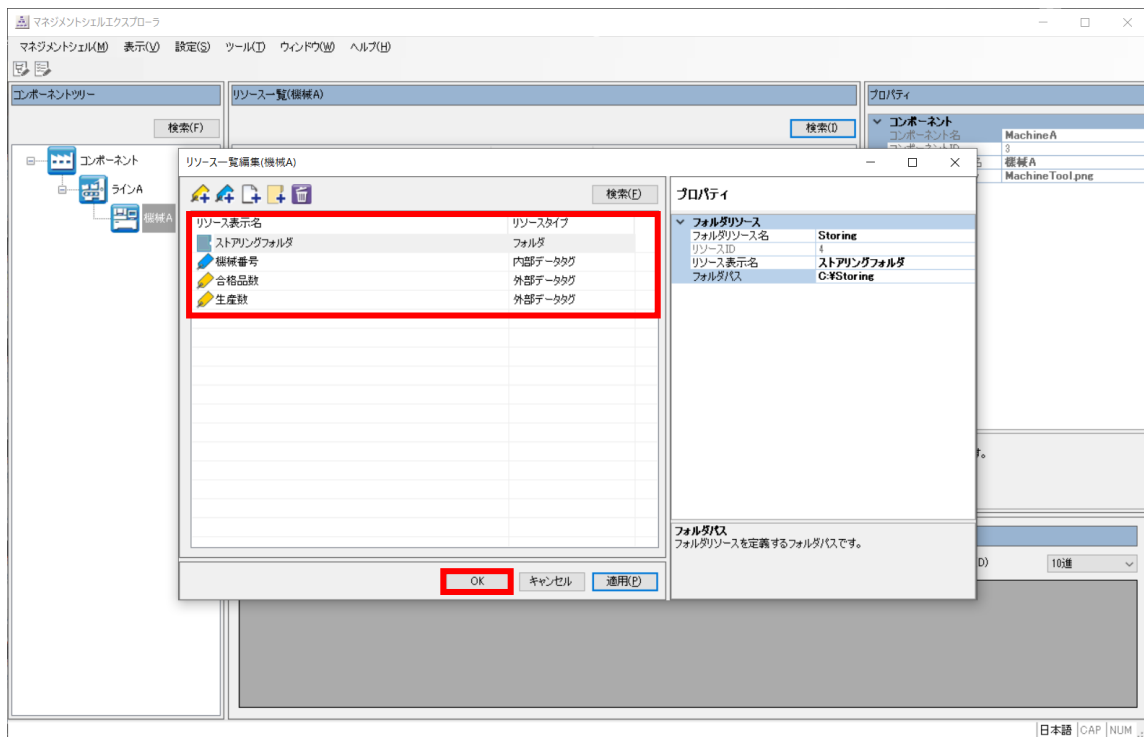 マネジメントシェルエクスプローラ
マネジメントシェル(M) 表示(V) 設定(S) ツール(T) ウィンドウ(W) ヘルプ(H)
コンポーネントツリー
リソース一覧(機械A)
プロパティ
検索(F)
検索(I)
コンポーネント
コンポーネント名 MachineA
3
機械A
MachineTool.png
コンポーネント
ラインA
機械A
リソース一覧編集(機械A)
検索(E)
リソース表示名 リソースタイプ
ストアリングフォルダ フォルダ
機械番号 内部データタグ
合格品数 外部データタグ
生産数 外部データタグ
プロパティ
フォルダリソース
フォルダリソース名 Storing
リソースID 4
リソース表示名 ストアリングフォルダ
フォルダパス C:¥Storing
フォルダパス
フォルダリソースを定義するフォルダパスです。
OK キャンセル 適用(P)
す。
D) 10進
日本語 CAP NUM